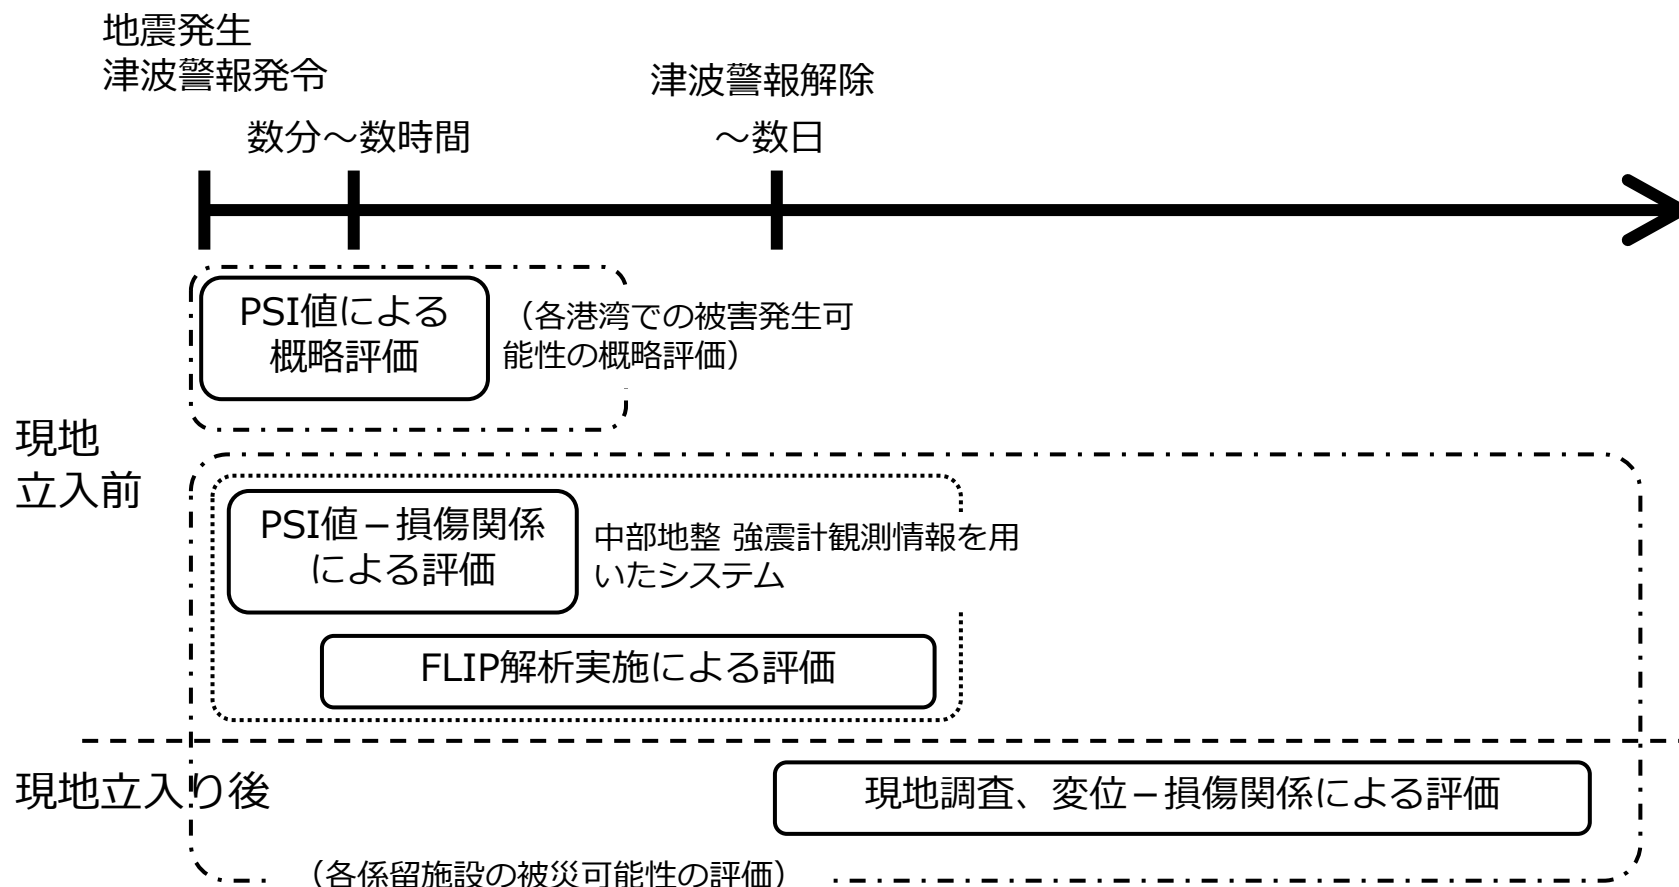 地震発生
津波警報発令
津波警報解除
数分～数時間
～数日
PSI値による
概略評価
（各港湾での被害発生可
能性の概略評価）
現地
立入前
PSI値－損傷関係
による評価
中部地整 強震計観測情報を用
いたシステム
FLIP解析実施による評価
現地立入り後
現地調査、変位－損傷関係による評価
（各係留施設の被災可能性の評価）